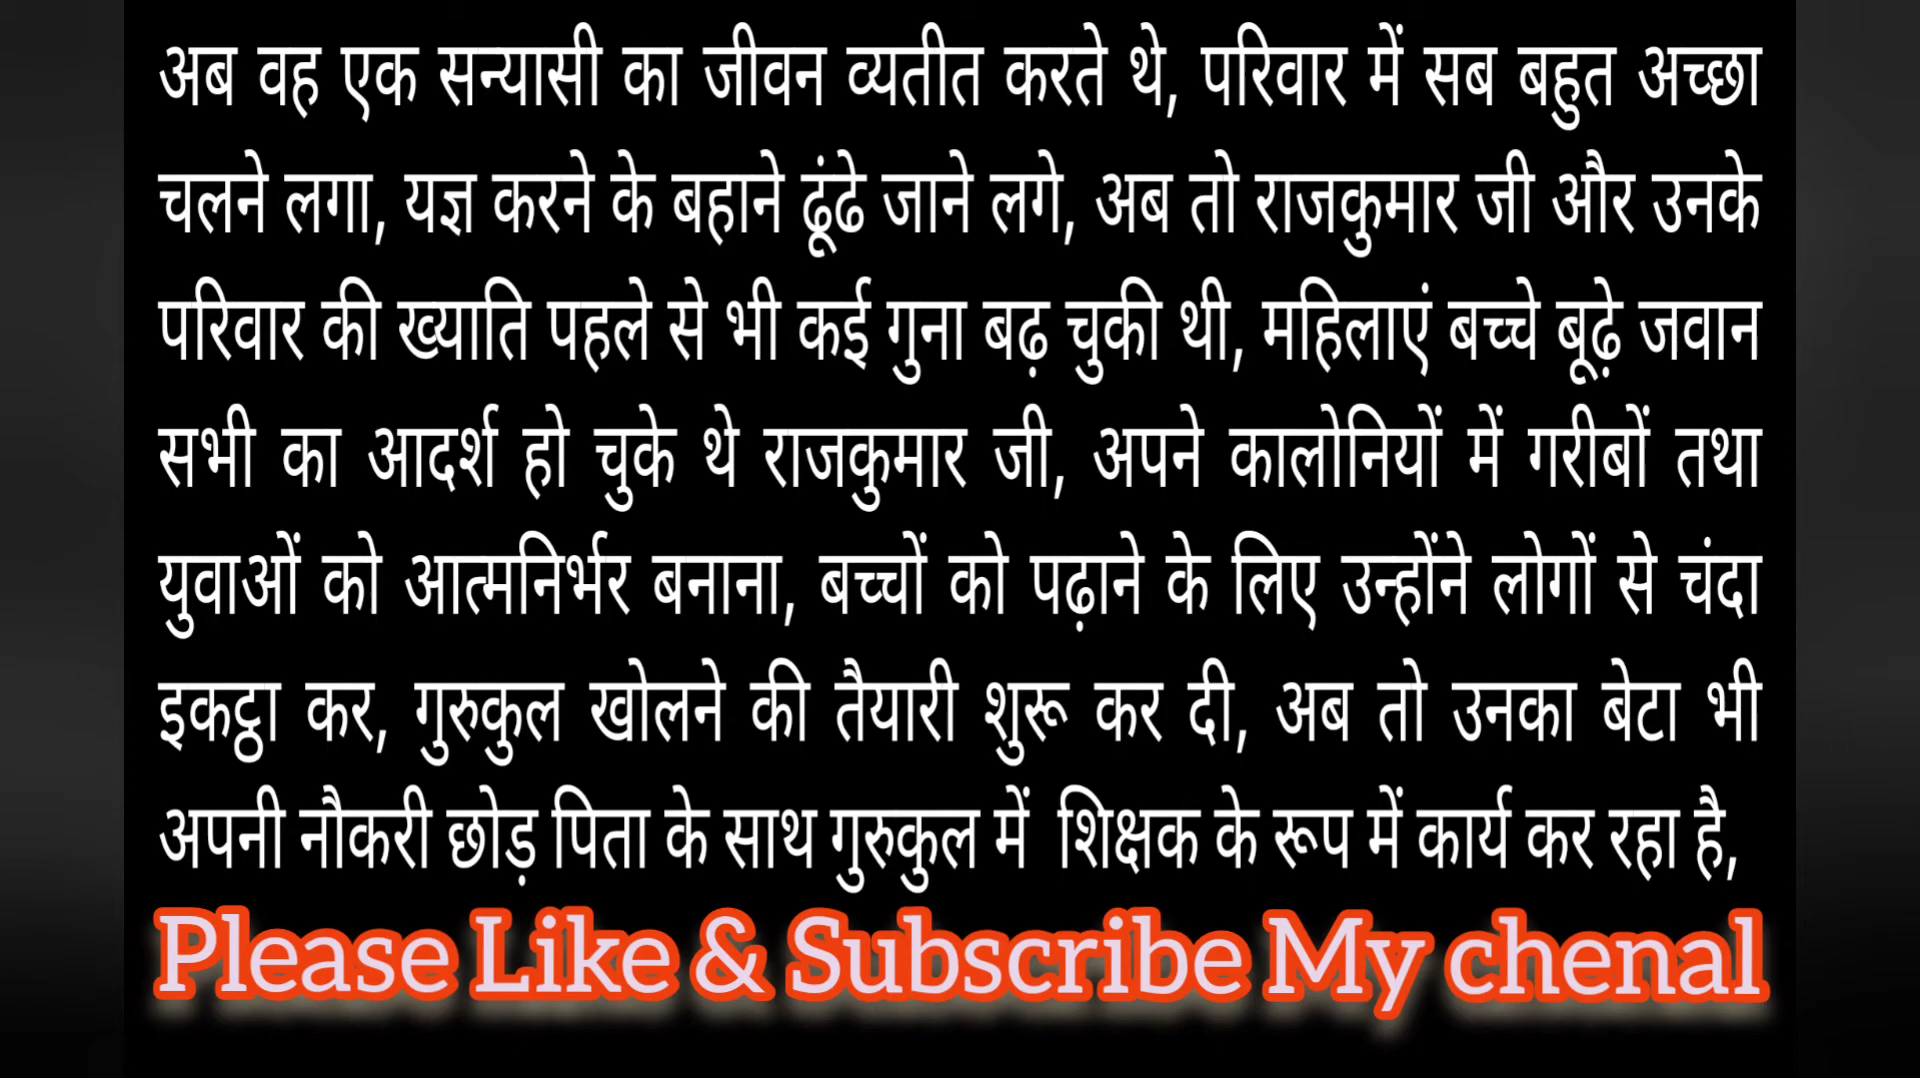 अब वह एक सन्यासी का जीवन व्यतीत करते थे, परिवार में सब बहुत अच्छा
चलने लगा, यज्ञ करने के बहाने ढूंढे जाने लगे, अब तो राजकुमार जी और उनके
परिवार की ख्याति पहले से भी कई गुना बढ़ चुकी थी, महिलाएं बच्चे बूढ़े जवान
सभी का आदर्श हो चुके थे राजकुमार जी, अपने कालोनियों में गरीबों तथा
युवाओं को आत्मनिर्भर बनाना, बच्चों को पढ़ाने के लिए उन्होंने लोगों से चंदा
इकट्ठा कर, गुरुकुल खोलने की तैयारी शुरू कर दी, अब तो उनका बेटा भी
अपनी नौकरी छोड़ पिता के साथ गुरुकुल में शिक्षक के रूप में कार्य कर रहा है,
Please Like & Subscribe My chenal